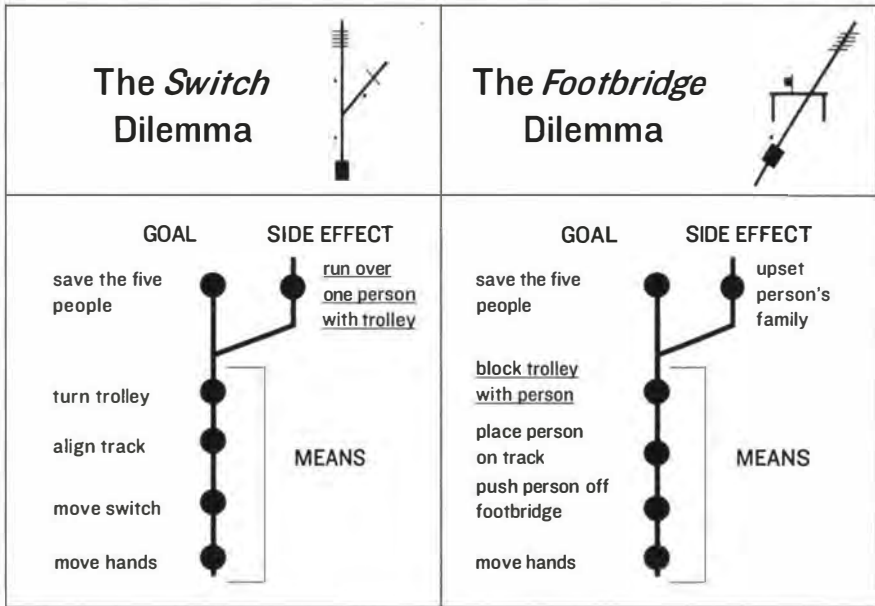 The Switch
Dilemma
The Footbridge
Dilemma
GOAL
SIDE EFFECT
save the five
people
run over
one person
with trolley
turn trolley
align track
move switch
move hands
MEANS
GOAL
SIDE EFFECT
save the five
people
upset
person's
family
block trolley
with person
place person
on track
push person off
footbridge
move hands
MEANS